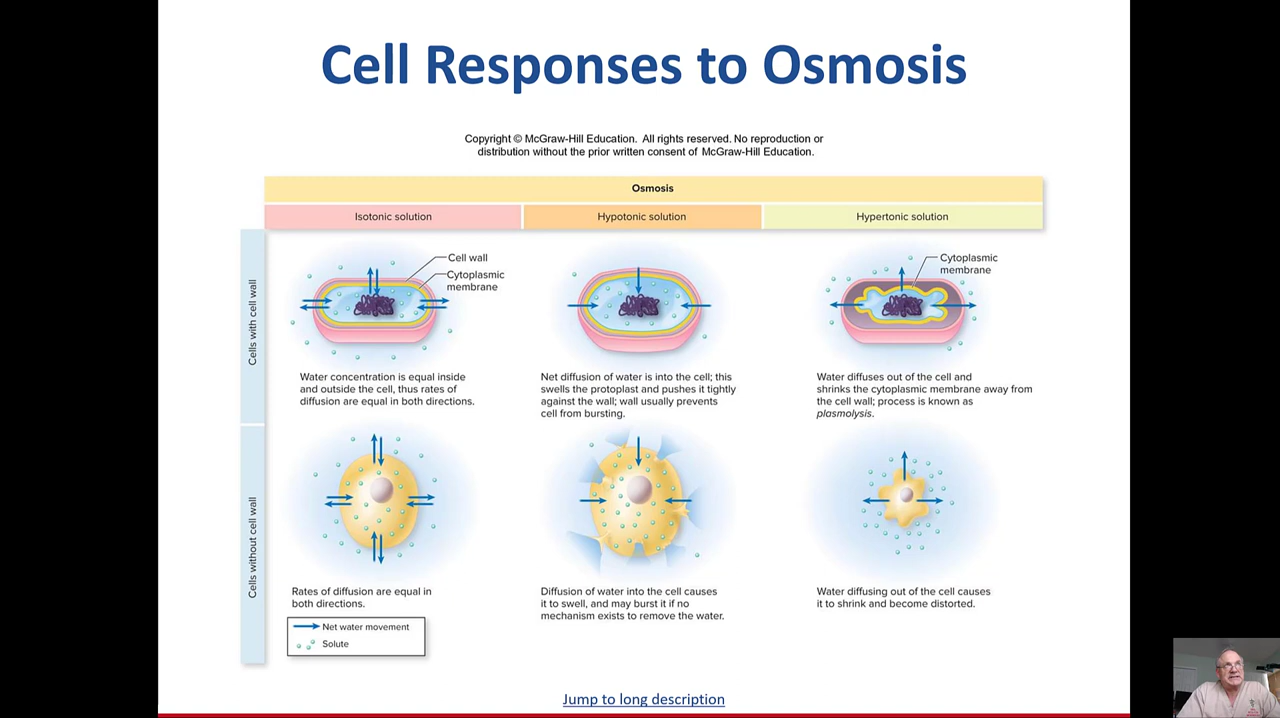 Cell Responses to Osmosis
Copyright © McGraw-Hill Education. All rights reserved. No reproduction or
distribution without the prior written consent of McGraw-Hill Education.
Osmosis
Isotonic solution
Hypotonic solution
Hypertonic solution
Cells with cell wall
Cell wall
Cytoplasmic
membrane
Cytoplasmic
membrane
Water concentration is equal inside
and outside the cell, thus rates of
diffusion are equal in both directions.
Net diffusion of water is into the cell; this
swells the protoplast and pushes it tightly
against the wall; wall usually prevents
cell from bursting.
Water diffuses out of the cell and
shrinks the cytoplasmic membrane away from
the cell wall; process is known as
plasmolysis.
Cells without cell wall
Rates of diffusion are equal in
both directions.
Diffusion of water into the cell causes
it to swell, and may burst it if no
mechanism exists to remove the water.
Water diffusing out of the cell causes
it to shrink and become distorted.
Net water movement
Solute
Jump to long description